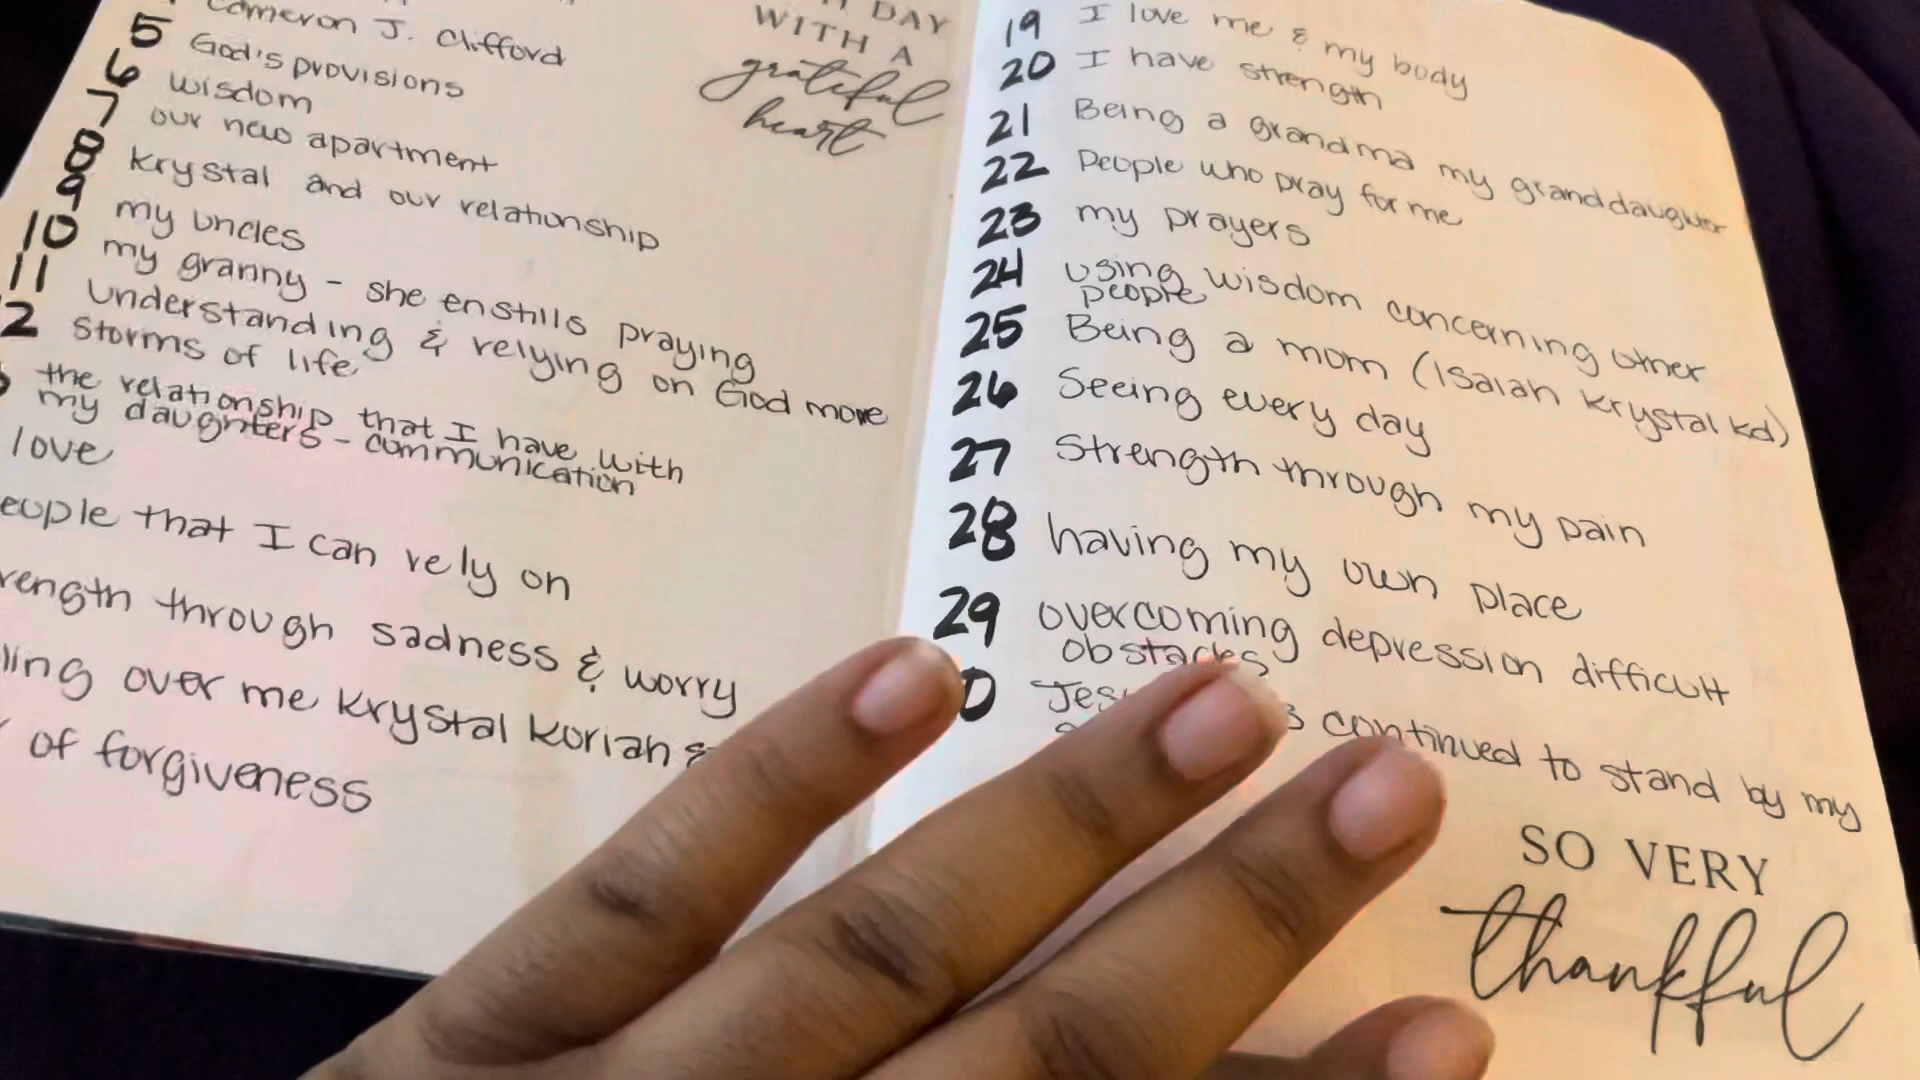 Cameron J. Clifford
5 God's provisions
6 wisdom
7 our new apartment
8 krystal and our relationship
9 my uncles
10 my granny - she enstills praying
11 understanding & relying on God more
2 storms of life
the relationship that I have with
my daughters - communication
love
people that I can rely on
rength through sadness & worry
ling over me krystal korian &
of forgiveness
DAY
WITH A
grateful
heart
19 I love me & my body
20 I have strength
21 Being a grandma my granddaughter
22 People who pray for me
23 my prayers
24 using wisdom concerning other
people
25 Being a mom (Isaiah krystal kd)
26 Seeing every day
27 Strength through my pain
28 having my own place
29 overcoming depression difficult
obstacles
0 Jes continued to stand by my
SO VERY
thankful